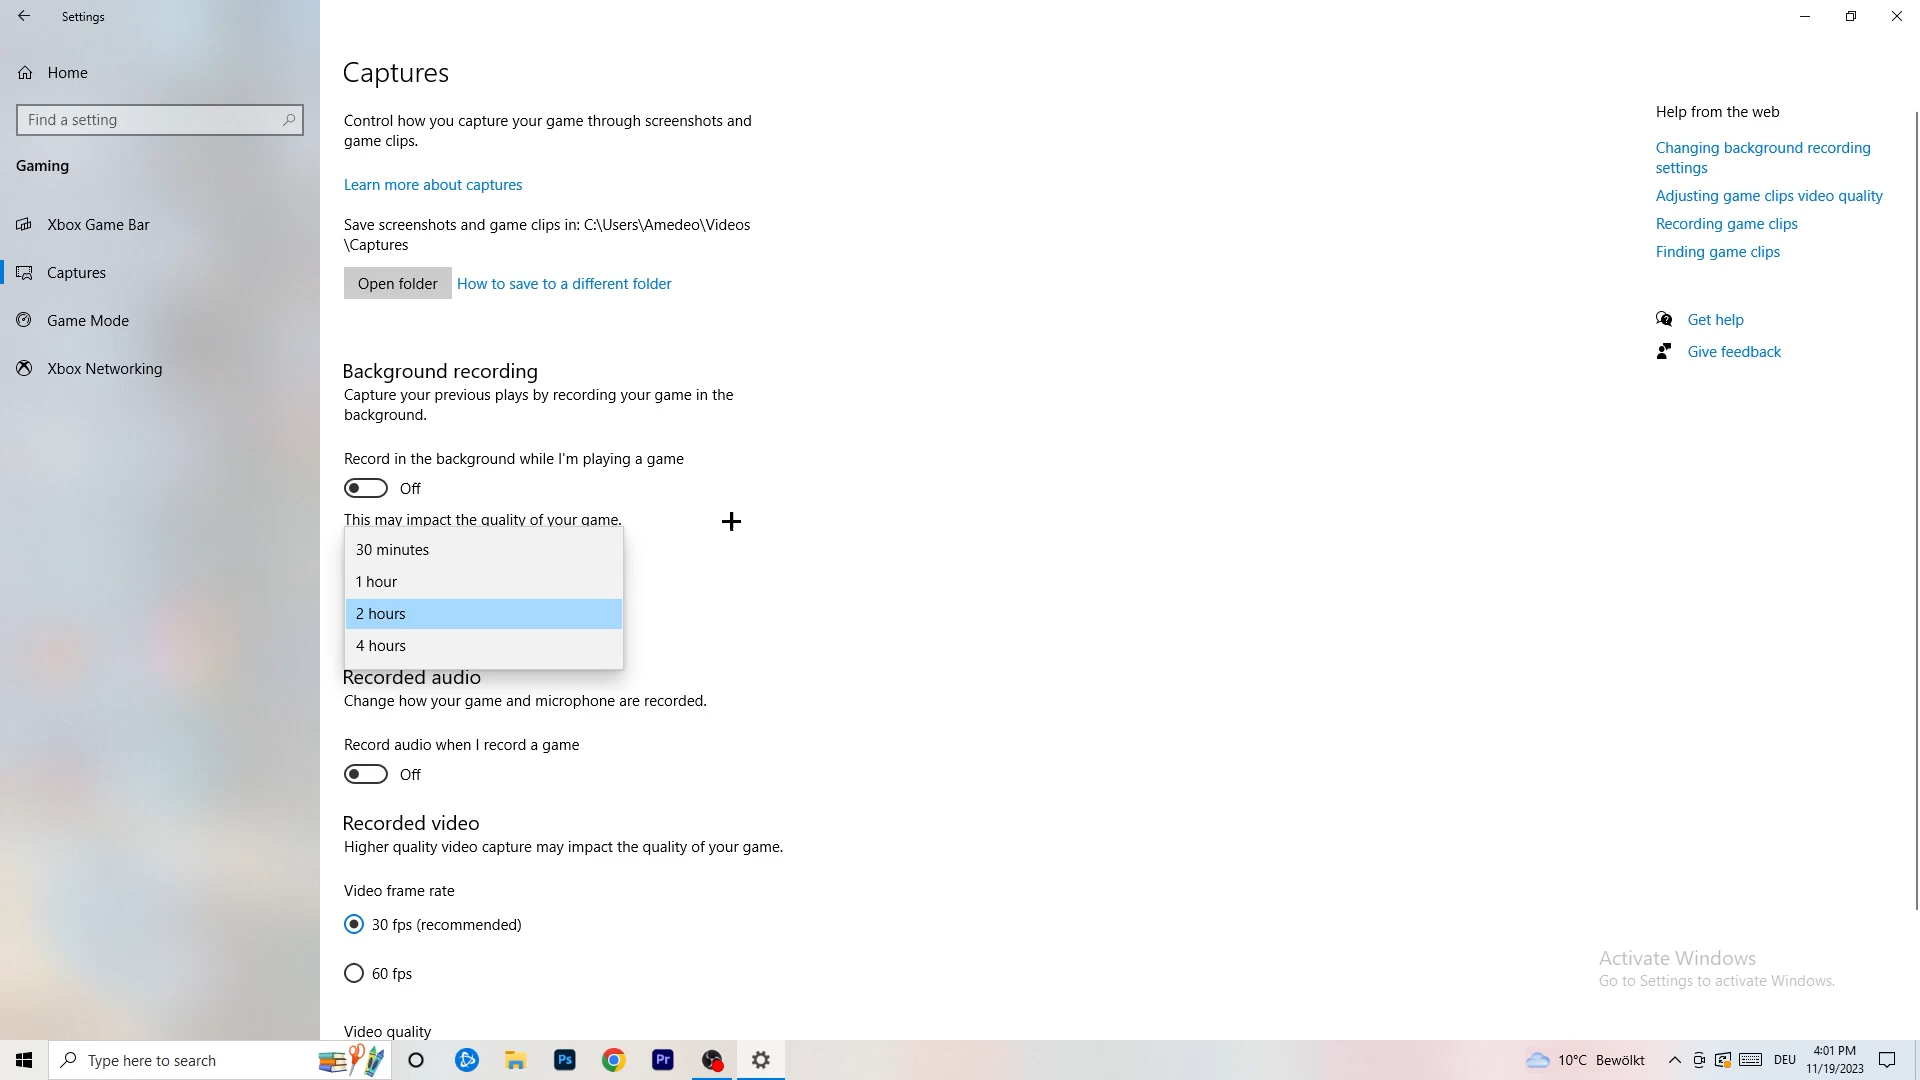 Settings
Home
Find a setting
Gaming
Xbox Game Bar
Captures
Game Mode
Xbox Networking
Captures
Control how you capture your game through screenshots and
game clips.
Learn more about captures
Save screenshots and game clips in: C:\Users\Amedeo\Videos
\Captures
Open folder
How to save to a different folder
Background recording
Capture your previous plays by recording your game in the
background.
Record in the background while I'm playing a game
Off
This may impact the quality of your game.
30 minutes
1 hour
2 hours
4 hours
Recorded audio
Change how your game and microphone are recorded.
Record audio when I record a game
Off
Recorded video
Higher quality video capture may impact the quality of your game.
Video frame rate
30 fps (recommended)
60 fps
Video quality
Help from the web
Changing background recording
settings
Adjusting game clips video quality
Recording game clips
Finding game clips
Get help
Give feedback
Activate Windows
Go to Settings to activate Windows.
Type here to search
Ps
Pr
10°C Bewölkt
DEU
4:01 PM
11/19/2023